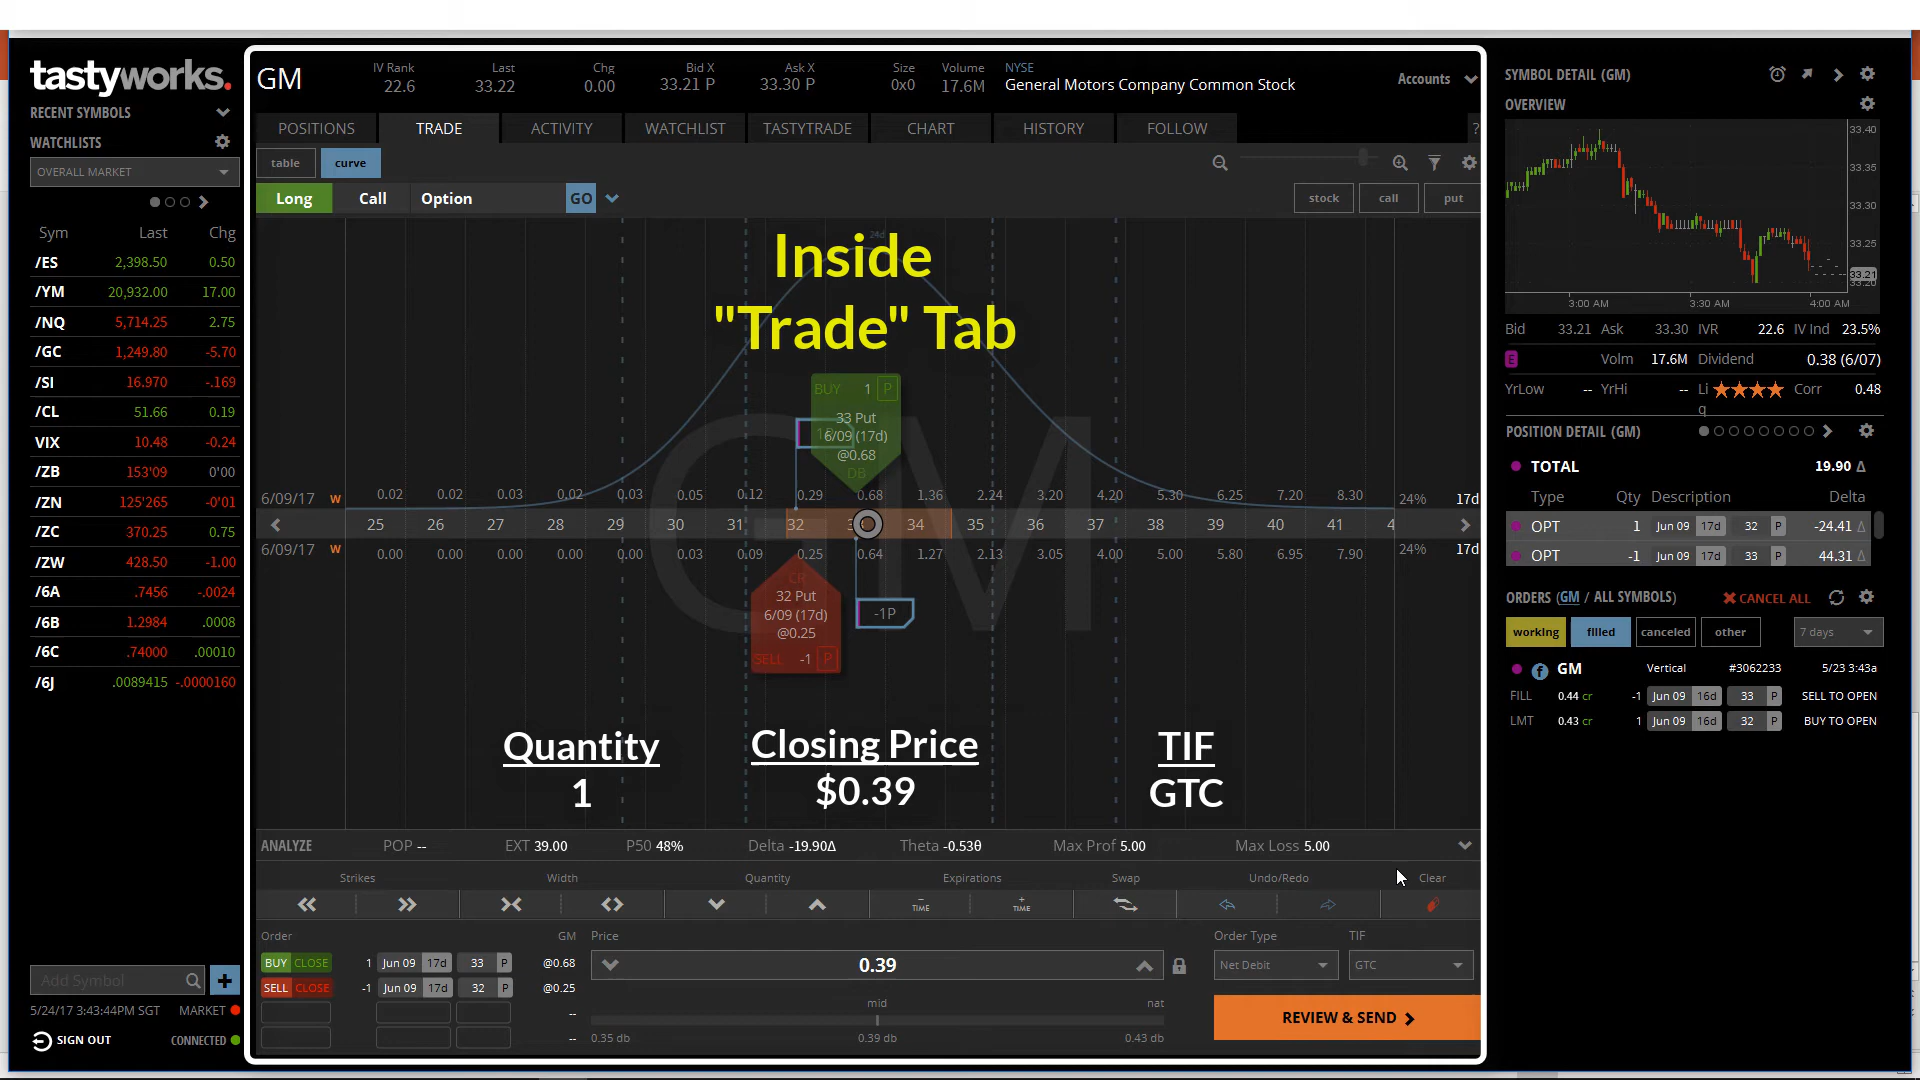 tastyworks.
RECENT SYMBOLS
WATCHLISTS
OVERALL MARKET
Sym Last Chg
/ES 2,398.50 0.50
/YM 20,932.00 17.00
/NQ 5,714.25 2.75
/GC 1,249.80 -5.70
/SI 16.970 -.169
/CL 51.66 0.19
VIX 10.48 -0.24
/ZB 153'09 0'00
/ZN 125'265 -0'01
/ZC 370.25 0.75
/ZW 428.50 -1.00
/6A .7456 -.0024
/6B 1.2984 .0008
/6C .74000 .00010
/6J .0089415 -.0000160
Add Symbol
5/24/17 3:43:44PM SGT MARKET
SIGN OUT CONNECTED
GM IV Rank Last Chg Bid X Ask X Size Volume NYSE
22.6 33.22 0.00 33.21 P 33.30 P 0x0 17.6M General Motors Company Common Stock Accounts
POSITIONS TRADE ACTIVITY WATCHLIST TASTYTRADE CHART HISTORY FOLLOW ?
table curve
Long Call Option GO stock call put
Inside
"Trade" Tab
BUY 1 P
33 Put
6/09 (17d)
@0.68
DB
6/09/17 W 0.02 0.02 0.03 0.02 0.03 0.05 0.12 0.29 0.68 1.36 2.24 3.20 4.20 5.30 6.25 7.20 8.30 24% 17d
25 26 27 28 29 30 31 32 34 35 36 37 38 39 40 41 4
6/09/17 W 0.00 0.00 0.00 0.00 0.03 0.03 0.09 0.25 0.64 1.27 2.13 3.05 4.00 5.00 5.80 6.95 7.90 24% 17d
GM
CR
32 Put
6/09 (17d)
@0.25
SELL -1 P
-1P
Quantity Closing Price TIF
1 $0.39 GTC
ANALYZE POP -- EXT 39.00 P50 48% Delta -19.90Δ Theta -0.53θ Max Prof 5.00 Max Loss 5.00
Strikes Width Quantity Expirations Swap Undo/Redo Clear
TIME TIME
Order GM Price Order Type TIF
BUY CLOSE 1 Jun 09 17d 33 P @0.68 0.39 Net Debit GTC
SELL CLOSE -1 Jun 09 17d 32 P @0.25
-- mid nat
REVIEW & SEND
-- 0.35 db 0.39 db 0.43 db
SYMBOL DETAIL (GM)
OVERVIEW
33.40
33.35
33.30
33.25
33.21
33.20
3:00 AM 3:30 AM 4:00 AM
Bid 33.21 Ask 33.30 IVR 22.6 IV Ind 23.5%
E Volm 17.6M Dividend 0.38 (6/07)
YrLow -- YrHi -- Liq Corr 0.48
POSITION DETAIL (GM)
TOTAL 19.90 Δ
Type Qty Description Delta
OPT 1 Jun 09 17d 32 P -24.41 Δ
OPT -1 Jun 09 17d 33 P 44.31 Δ
ORDERS (GM / ALL SYMBOLS) CANCEL ALL
working filled canceled other 7 days
f GM Vertical #3062233 5/23 3:43a
FILL 0.44 cr -1 Jun 09 16d 33 P SELL TO OPEN
LMT 0.43 cr 1 Jun 09 16d 32 P BUY TO OPEN